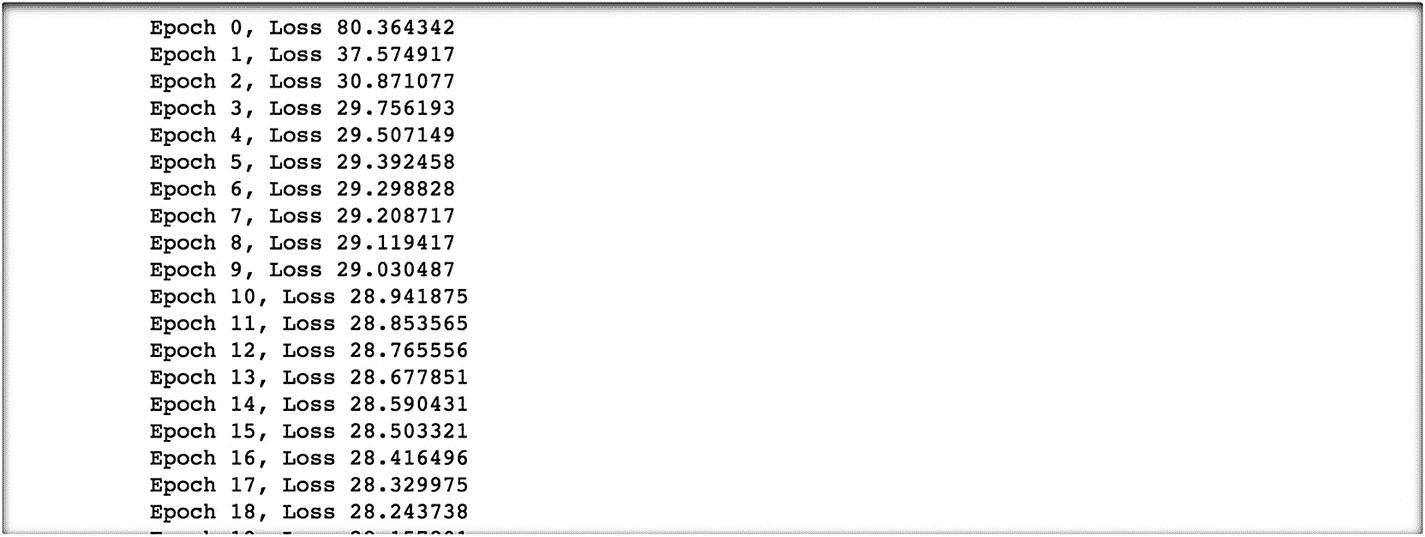 Epoch 0, Loss 80.364342
Epoch 1, Loss 37.574917
Epoch 2, Loss 30.871077
Epoch 3, Loss 29.756193
Epoch 4, Loss 29.507149
Epoch 5, Loss 29.392458
Epoch 6, Loss 29.298828
Epoch 7, Loss 29.208717
Epoch 8, Loss 29.119417
Epoch 9, Loss 29.030487
Epoch 10, Loss 28.941875
Epoch 11, Loss 28.853565
Epoch 12, Loss 28.765556
Epoch 13, Loss 28.677851
Epoch 14, Loss 28.590431
Epoch 15, Loss 28.503321
Epoch 16, Loss 28.416496
Epoch 17, Loss 28.329975
Epoch 18, Loss 28.243738